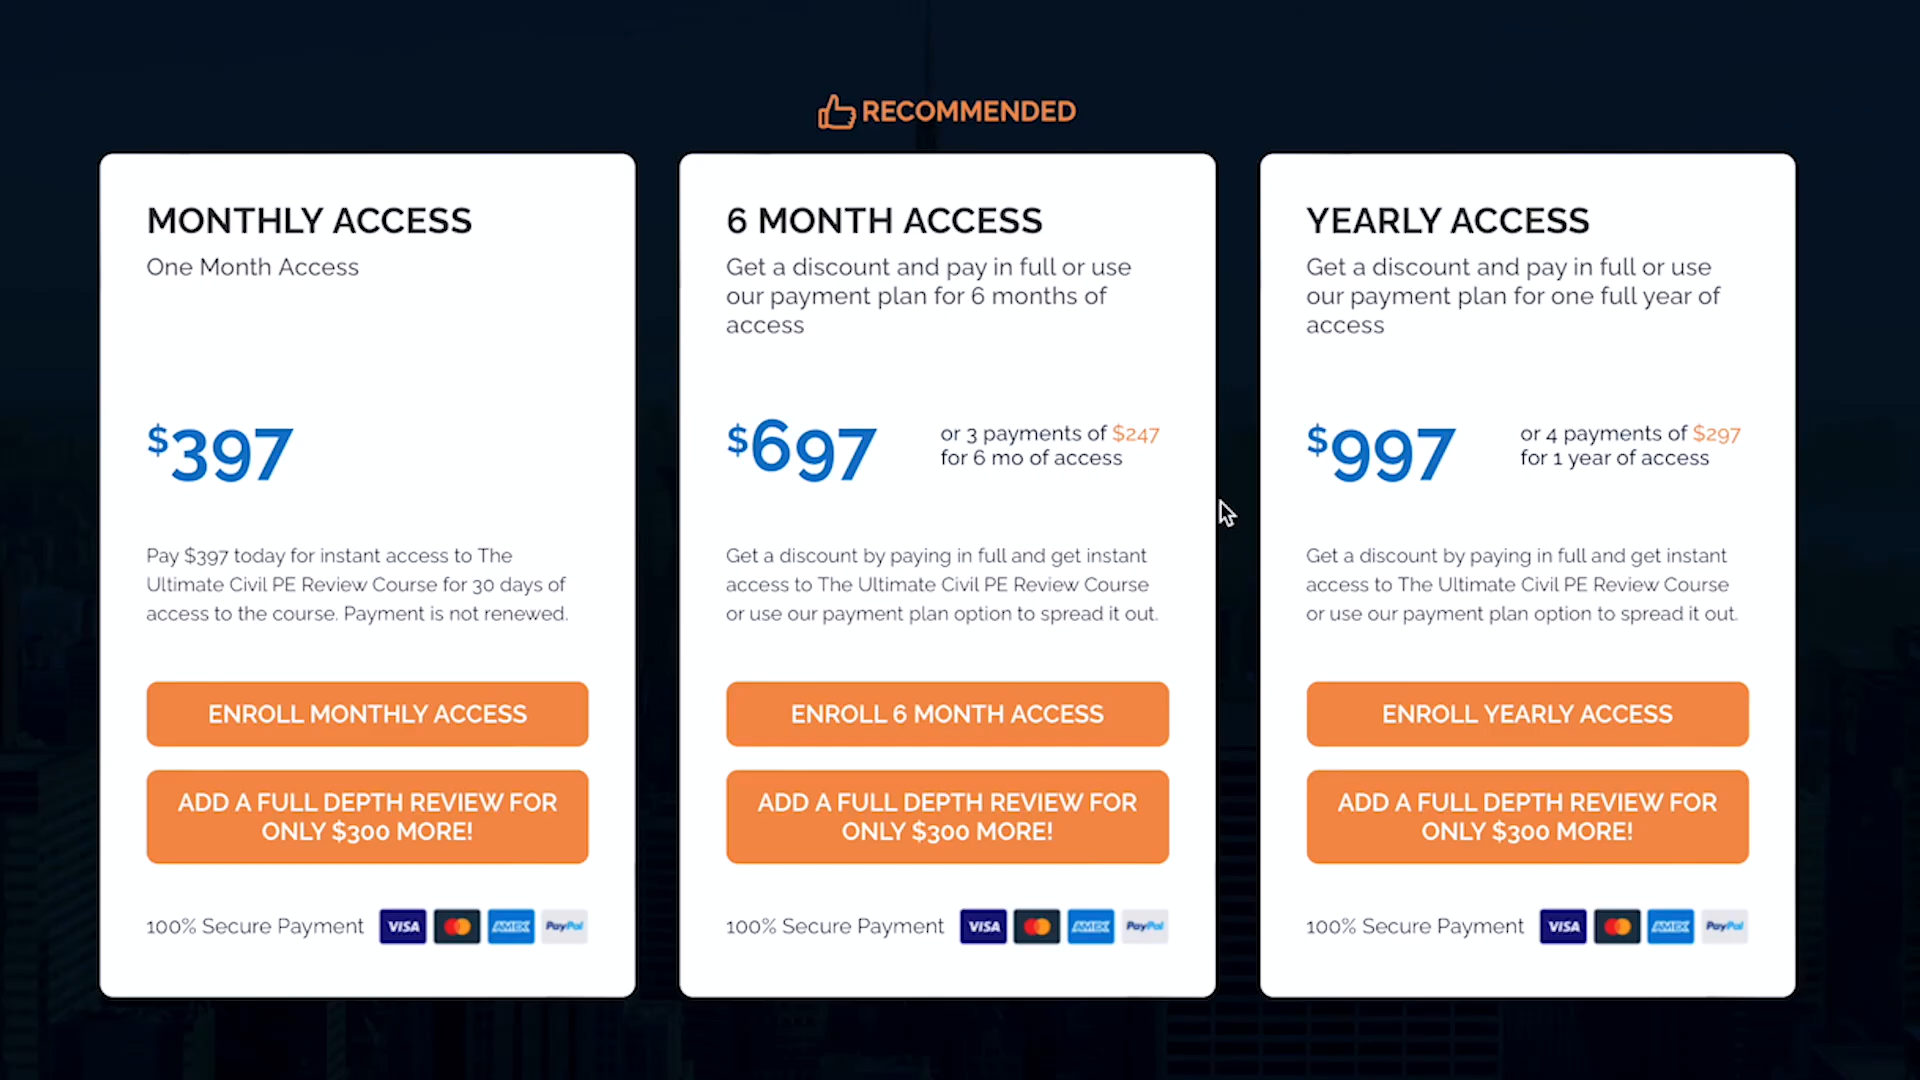 RECOMMENDED
MONTHLY ACCESS
One Month Access
$397
Pay $397 today for instant access to The
Ultimate Civil PE Review Course for 30 days of
access to the course. Payment is not renewed.
ENROLL MONTHLY ACCESS
ADD A FULL DEPTH REVIEW FOR
ONLY $300 MORE!
100% Secure Payment VISA AMEX PayPal
6 MONTH ACCESS
Get a discount and pay in full or use
our payment plan for 6 months of
access
$697
or 3 payments of $247
for 6 mo of access
Get a discount by paying in full and get instant
access to The Ultimate Civil PE Review Course
or use our payment plan option to spread it out.
ENROLL 6 MONTH ACCESS
ADD A FULL DEPTH REVIEW FOR
ONLY $300 MORE!
100% Secure Payment VISA AMEX PayPal
YEARLY ACCESS
Get a discount and pay in full or use
our payment plan for one full year of
access
$997
or 4 payments of $297
for 1 year of access
Get a discount by paying in full and get instant
access to The Ultimate Civil PE Review Course
or use our payment plan option to spread it out.
ENROLL YEARLY ACCESS
ADD A FULL DEPTH REVIEW FOR
ONLY $300 MORE!
100% Secure Payment VISA AMEX PayPal